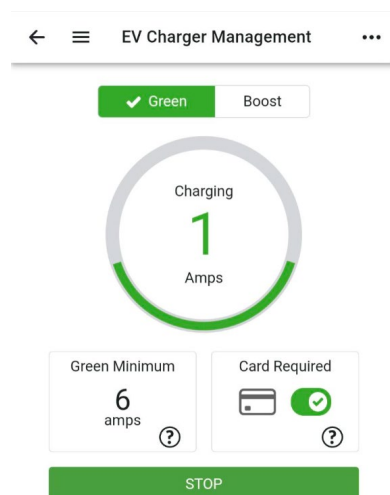 EV Charger Management
Green Boost
Charging
1
Amps
Green Minimum Card Required
6
amps
? ?
STOP